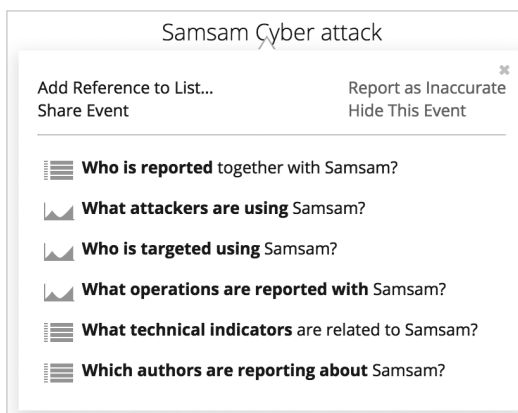 Samsam Cyber attack
Add Reference to List...
Report as Inaccurate
Share Event
Hide This Event
Who is reported together with Samsam?
What attackers are using Samsam?
Who is targeted using Samsam?
What operations are reported with Samsam?
What technical indicators are related to Samsam?
Which authors are reporting about Samsam?